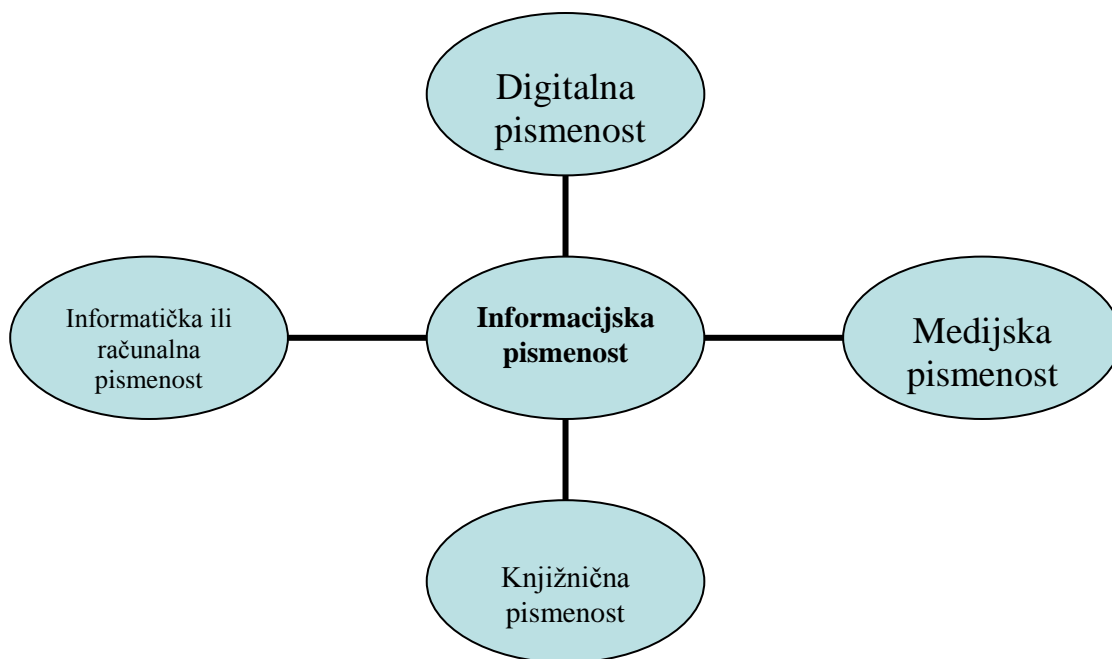 Digitalna
pismenost
Informatička ili
računalna
pismenost
Informacijska
pismenost
Medijska
pismenost
Knjižnična
pismenost